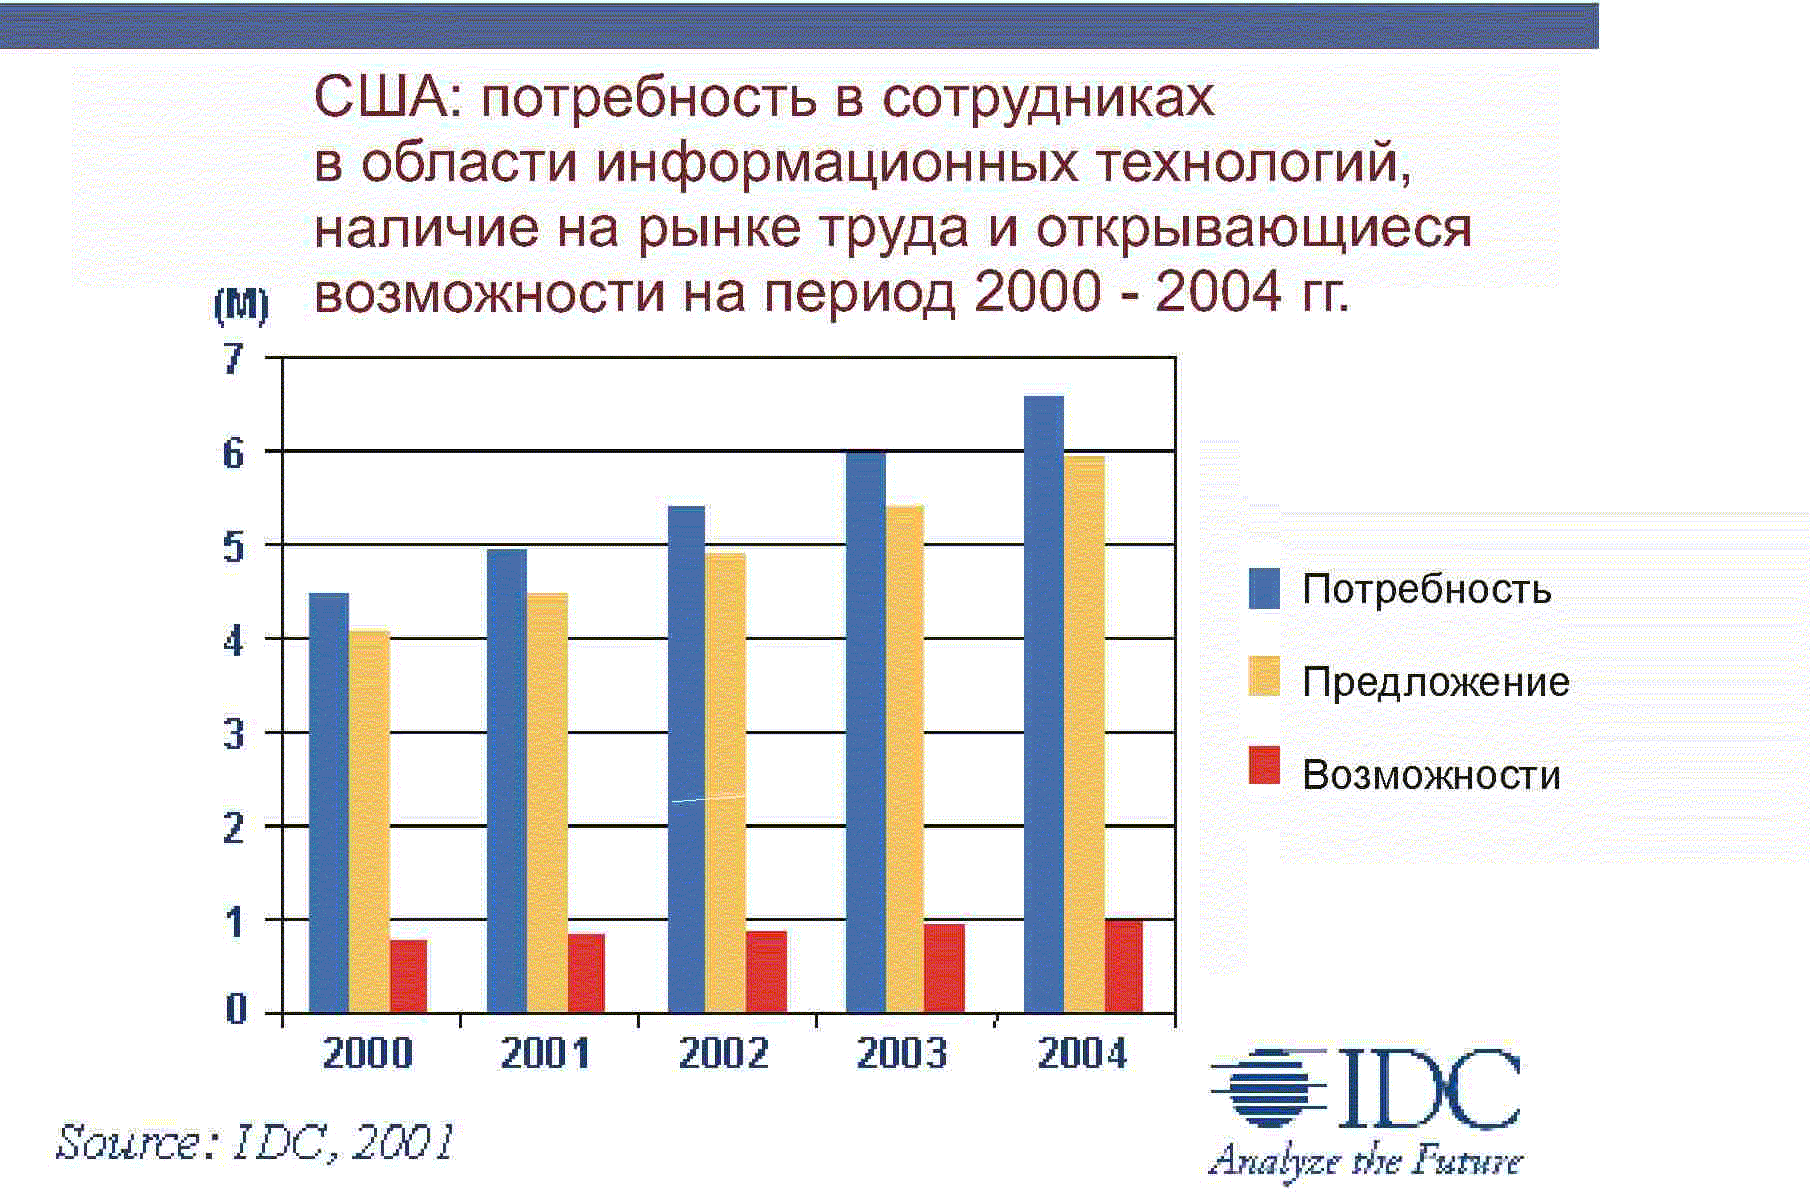 США: потребность в сотрудниках
в области информационных технологий,
наличие на рынке труда и открывающиеся
возможности на период 2000 - 2004 гг.
(М)
7
6
5
4
3
2
1
0
2000 2001 2002 2003 2004
Потребность
Предложение
Возможности
Source: IDC, 2001
IDC
Analyze the Future